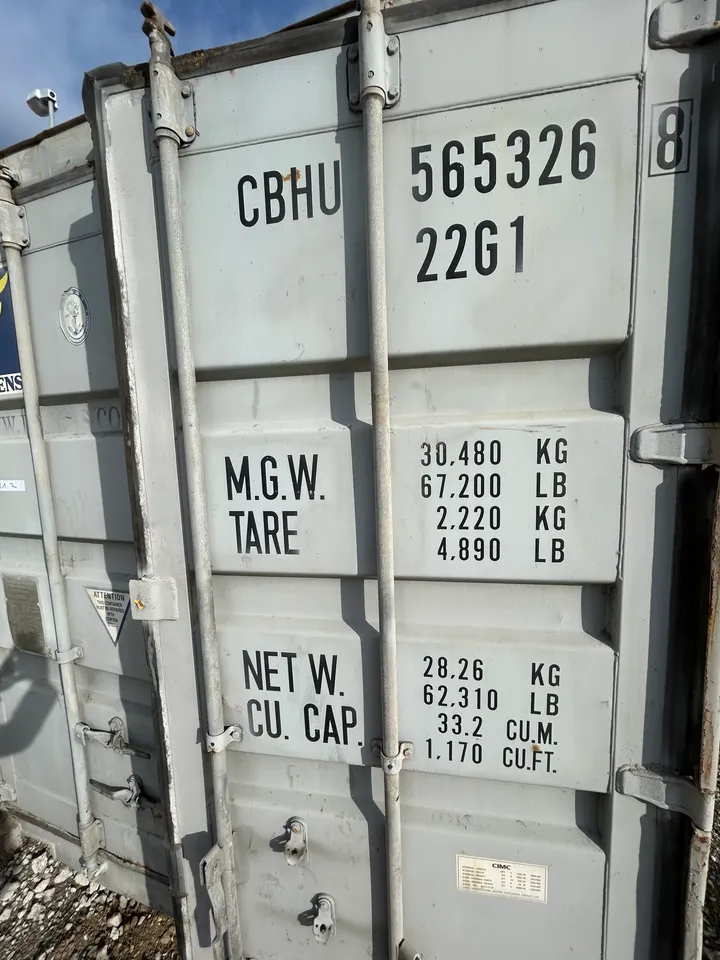 CBHU 565326 8
22G1
M.G.W. 30,480 KG
67,200 LB
TARE 2,220 KG
4,890 LB
NET W. 28,26 KG
62,310 LB
CU. CAP. 33.2 CU.M.
1,170 CU.FT.
ENS
ATTENTION
CIMC